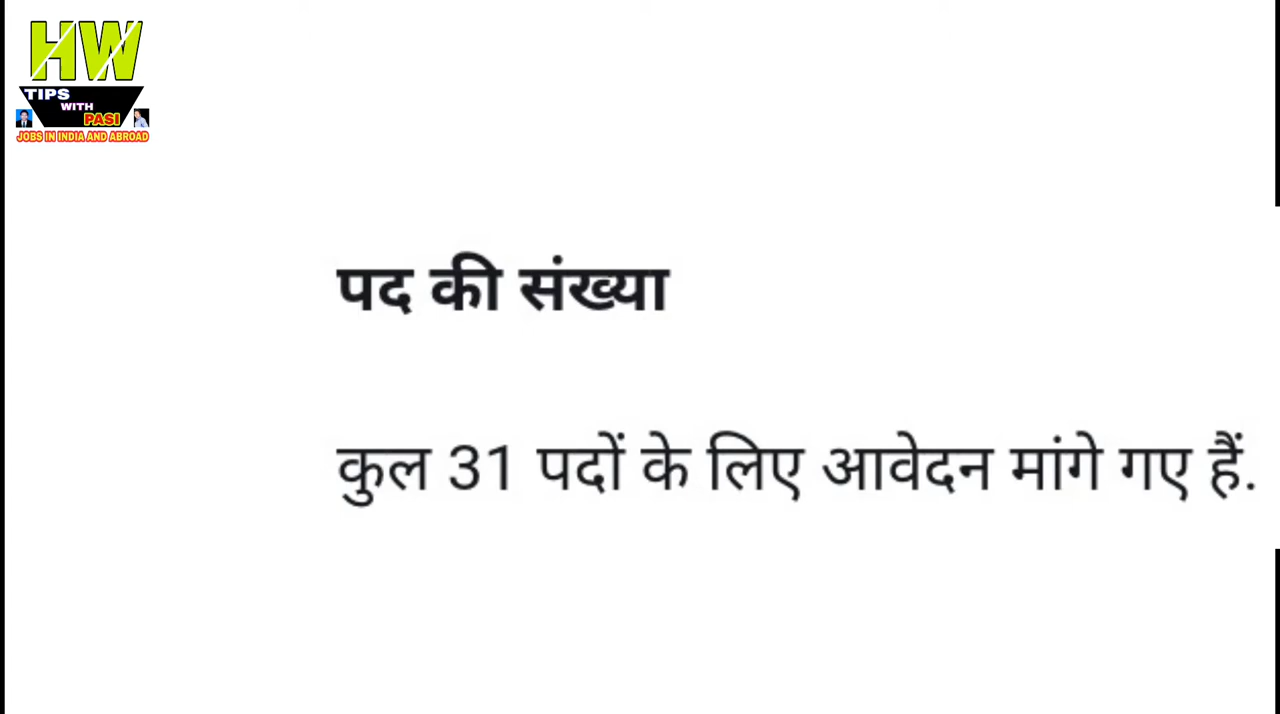 HW
TIPS
WITH
PASI
JOBS IN INDIA AND ABROAD
पद की संख्या
कुल 31 पदों के लिए आवेदन मांगे गए हैं.